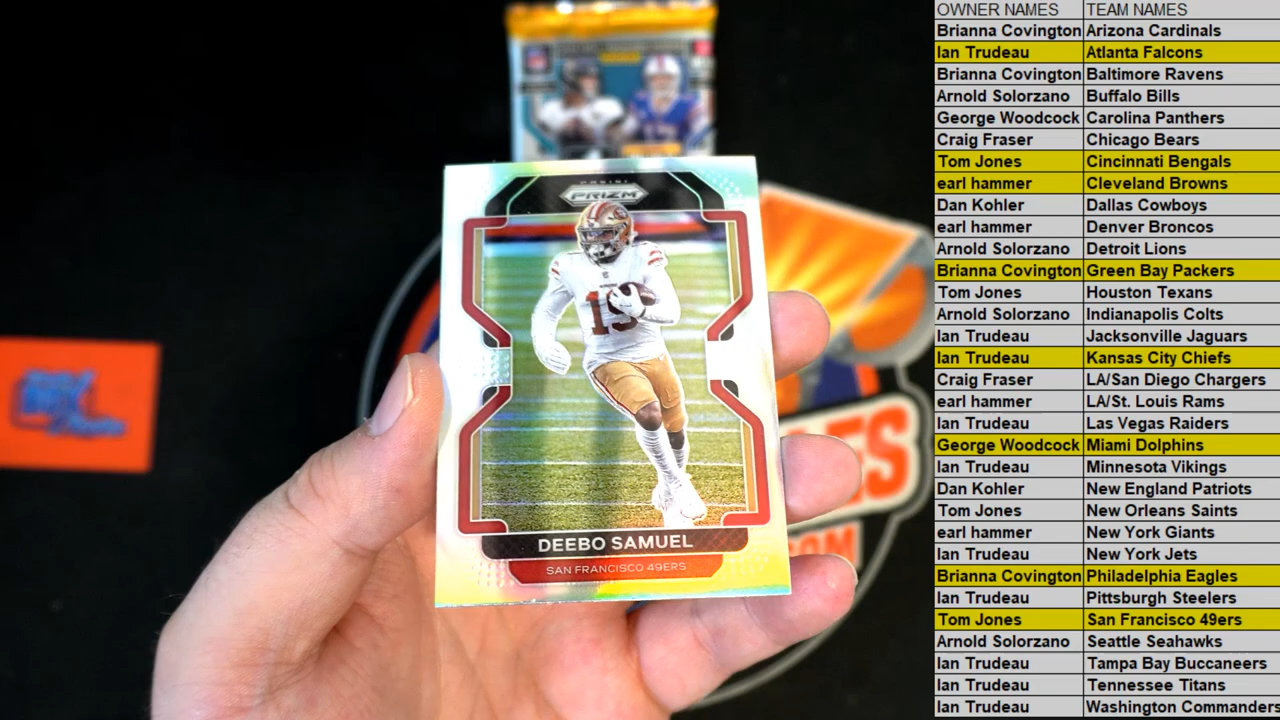 OWNER NAMES TEAM NAMES
Brianna Covington Arizona Cardinals
Ian Trudeau Atlanta Falcons
Brianna Covington Baltimore Ravens
Arnold Solorzano Buffalo Bills
George Woodcock Carolina Panthers
Craig Fraser Chicago Bears
Tom Jones Cincinnati Bengals
earl hammer Cleveland Browns
Dan Kohler Dallas Cowboys
earl hammer Denver Broncos
Arnold Solorzano Detroit Lions
Brianna Covington Green Bay Packers
Tom Jones Houston Texans
Arnold Solorzano Indianapolis Colts
Ian Trudeau Jacksonville Jaguars
Ian Trudeau Kansas City Chiefs
Craig Fraser LA/San Diego Chargers
earl hammer LA/St. Louis Rams
Ian Trudeau Las Vegas Raiders
George Woodcock Miami Dolphins
Ian Trudeau Minnesota Vikings
Dan Kohler New England Patriots
Tom Jones New Orleans Saints
earl hammer New York Giants
Ian Trudeau New York Jets
Brianna Covington Philadelphia Eagles
Ian Trudeau Pittsburgh Steelers
Tom Jones San Francisco 49ers
Arnold Solorzano Seattle Seahawks
Ian Trudeau Tampa Bay Buccaneers
Ian Trudeau Tennessee Titans
Ian Trudeau Washington Commanders
PANINI
PRIZM
19
DEEBO SAMUEL
SAN FRANCISCO 49ERS